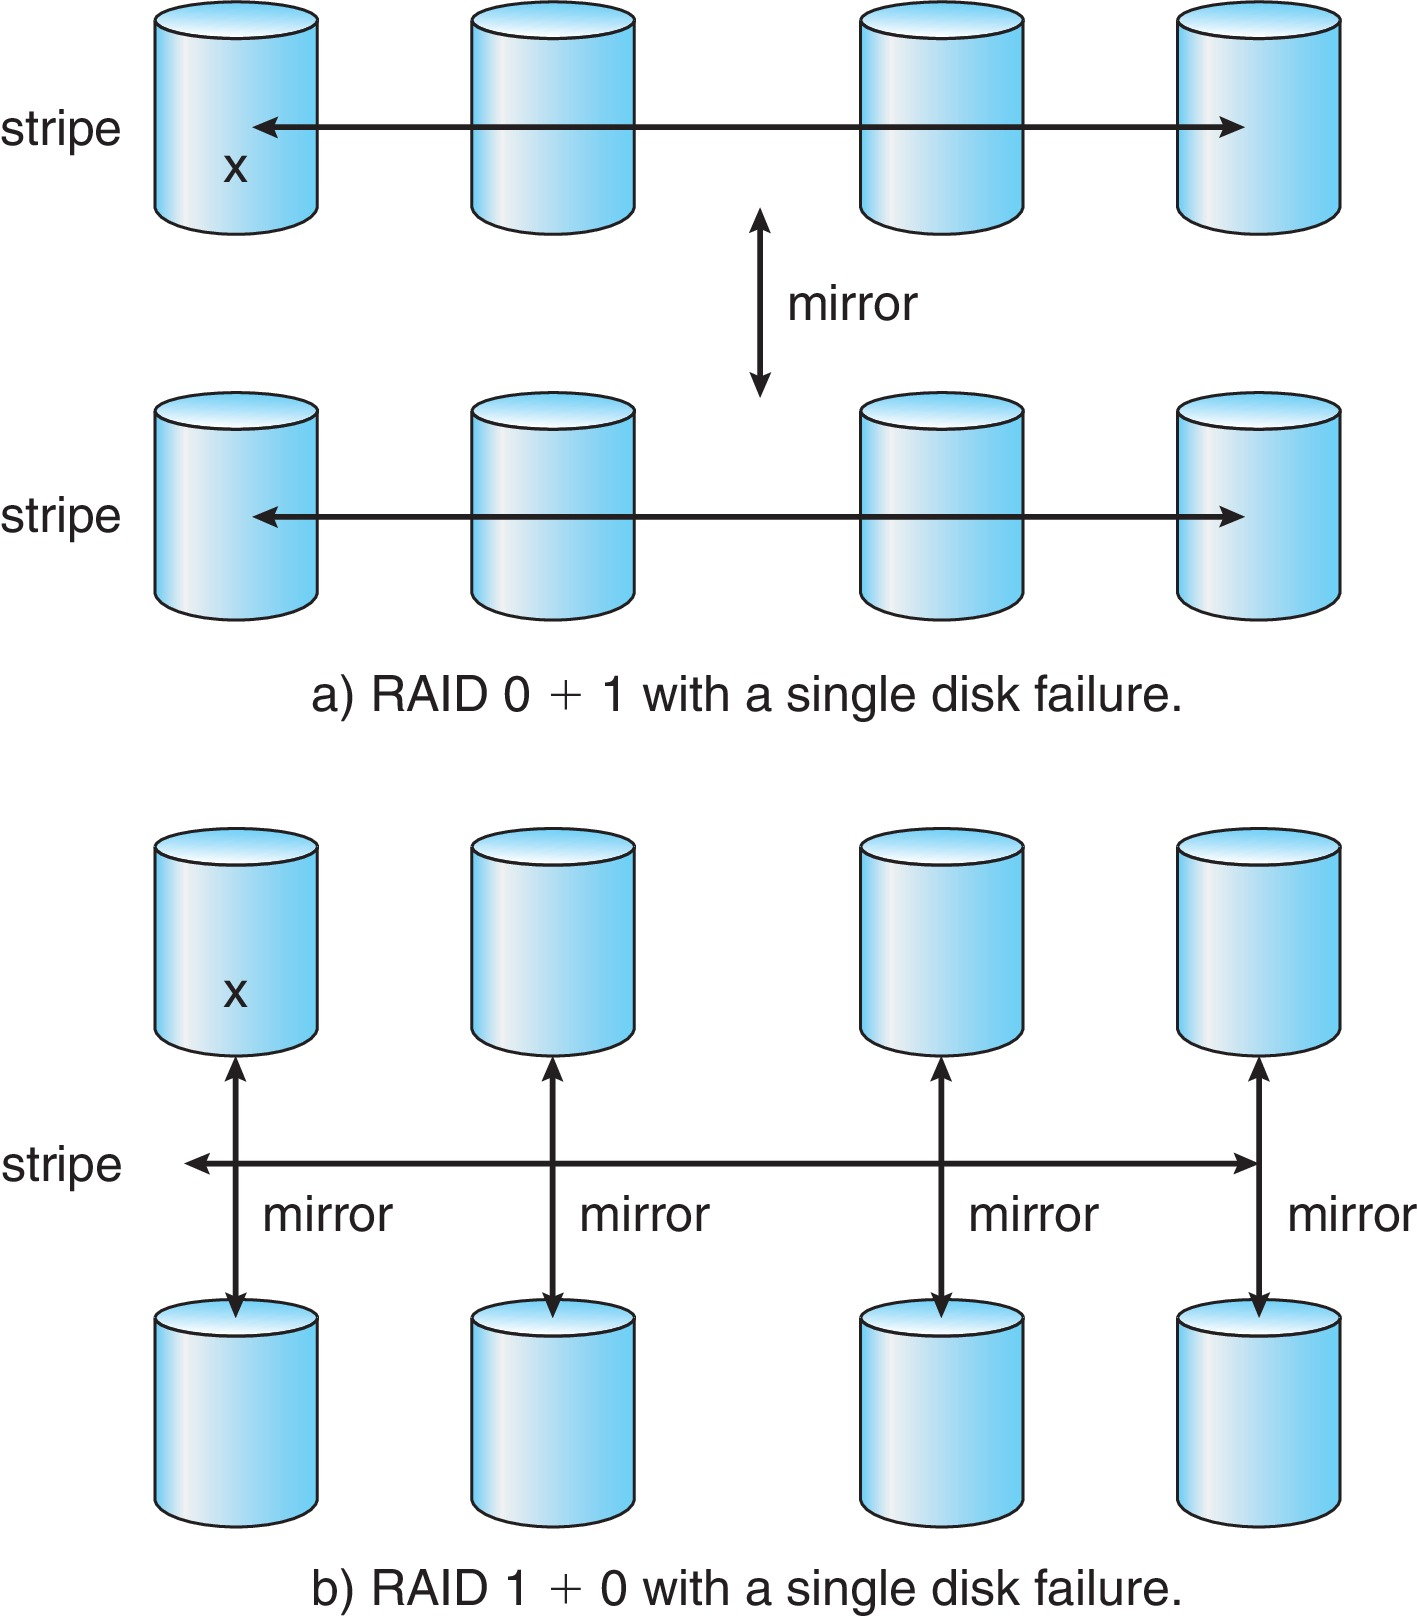 stripe
x
mirror
stripe
a) RAID 0 + 1 with a single disk failure.
x
stripe
mirror mirror mirror mirror
b) RAID 1 + 0 with a single disk failure.